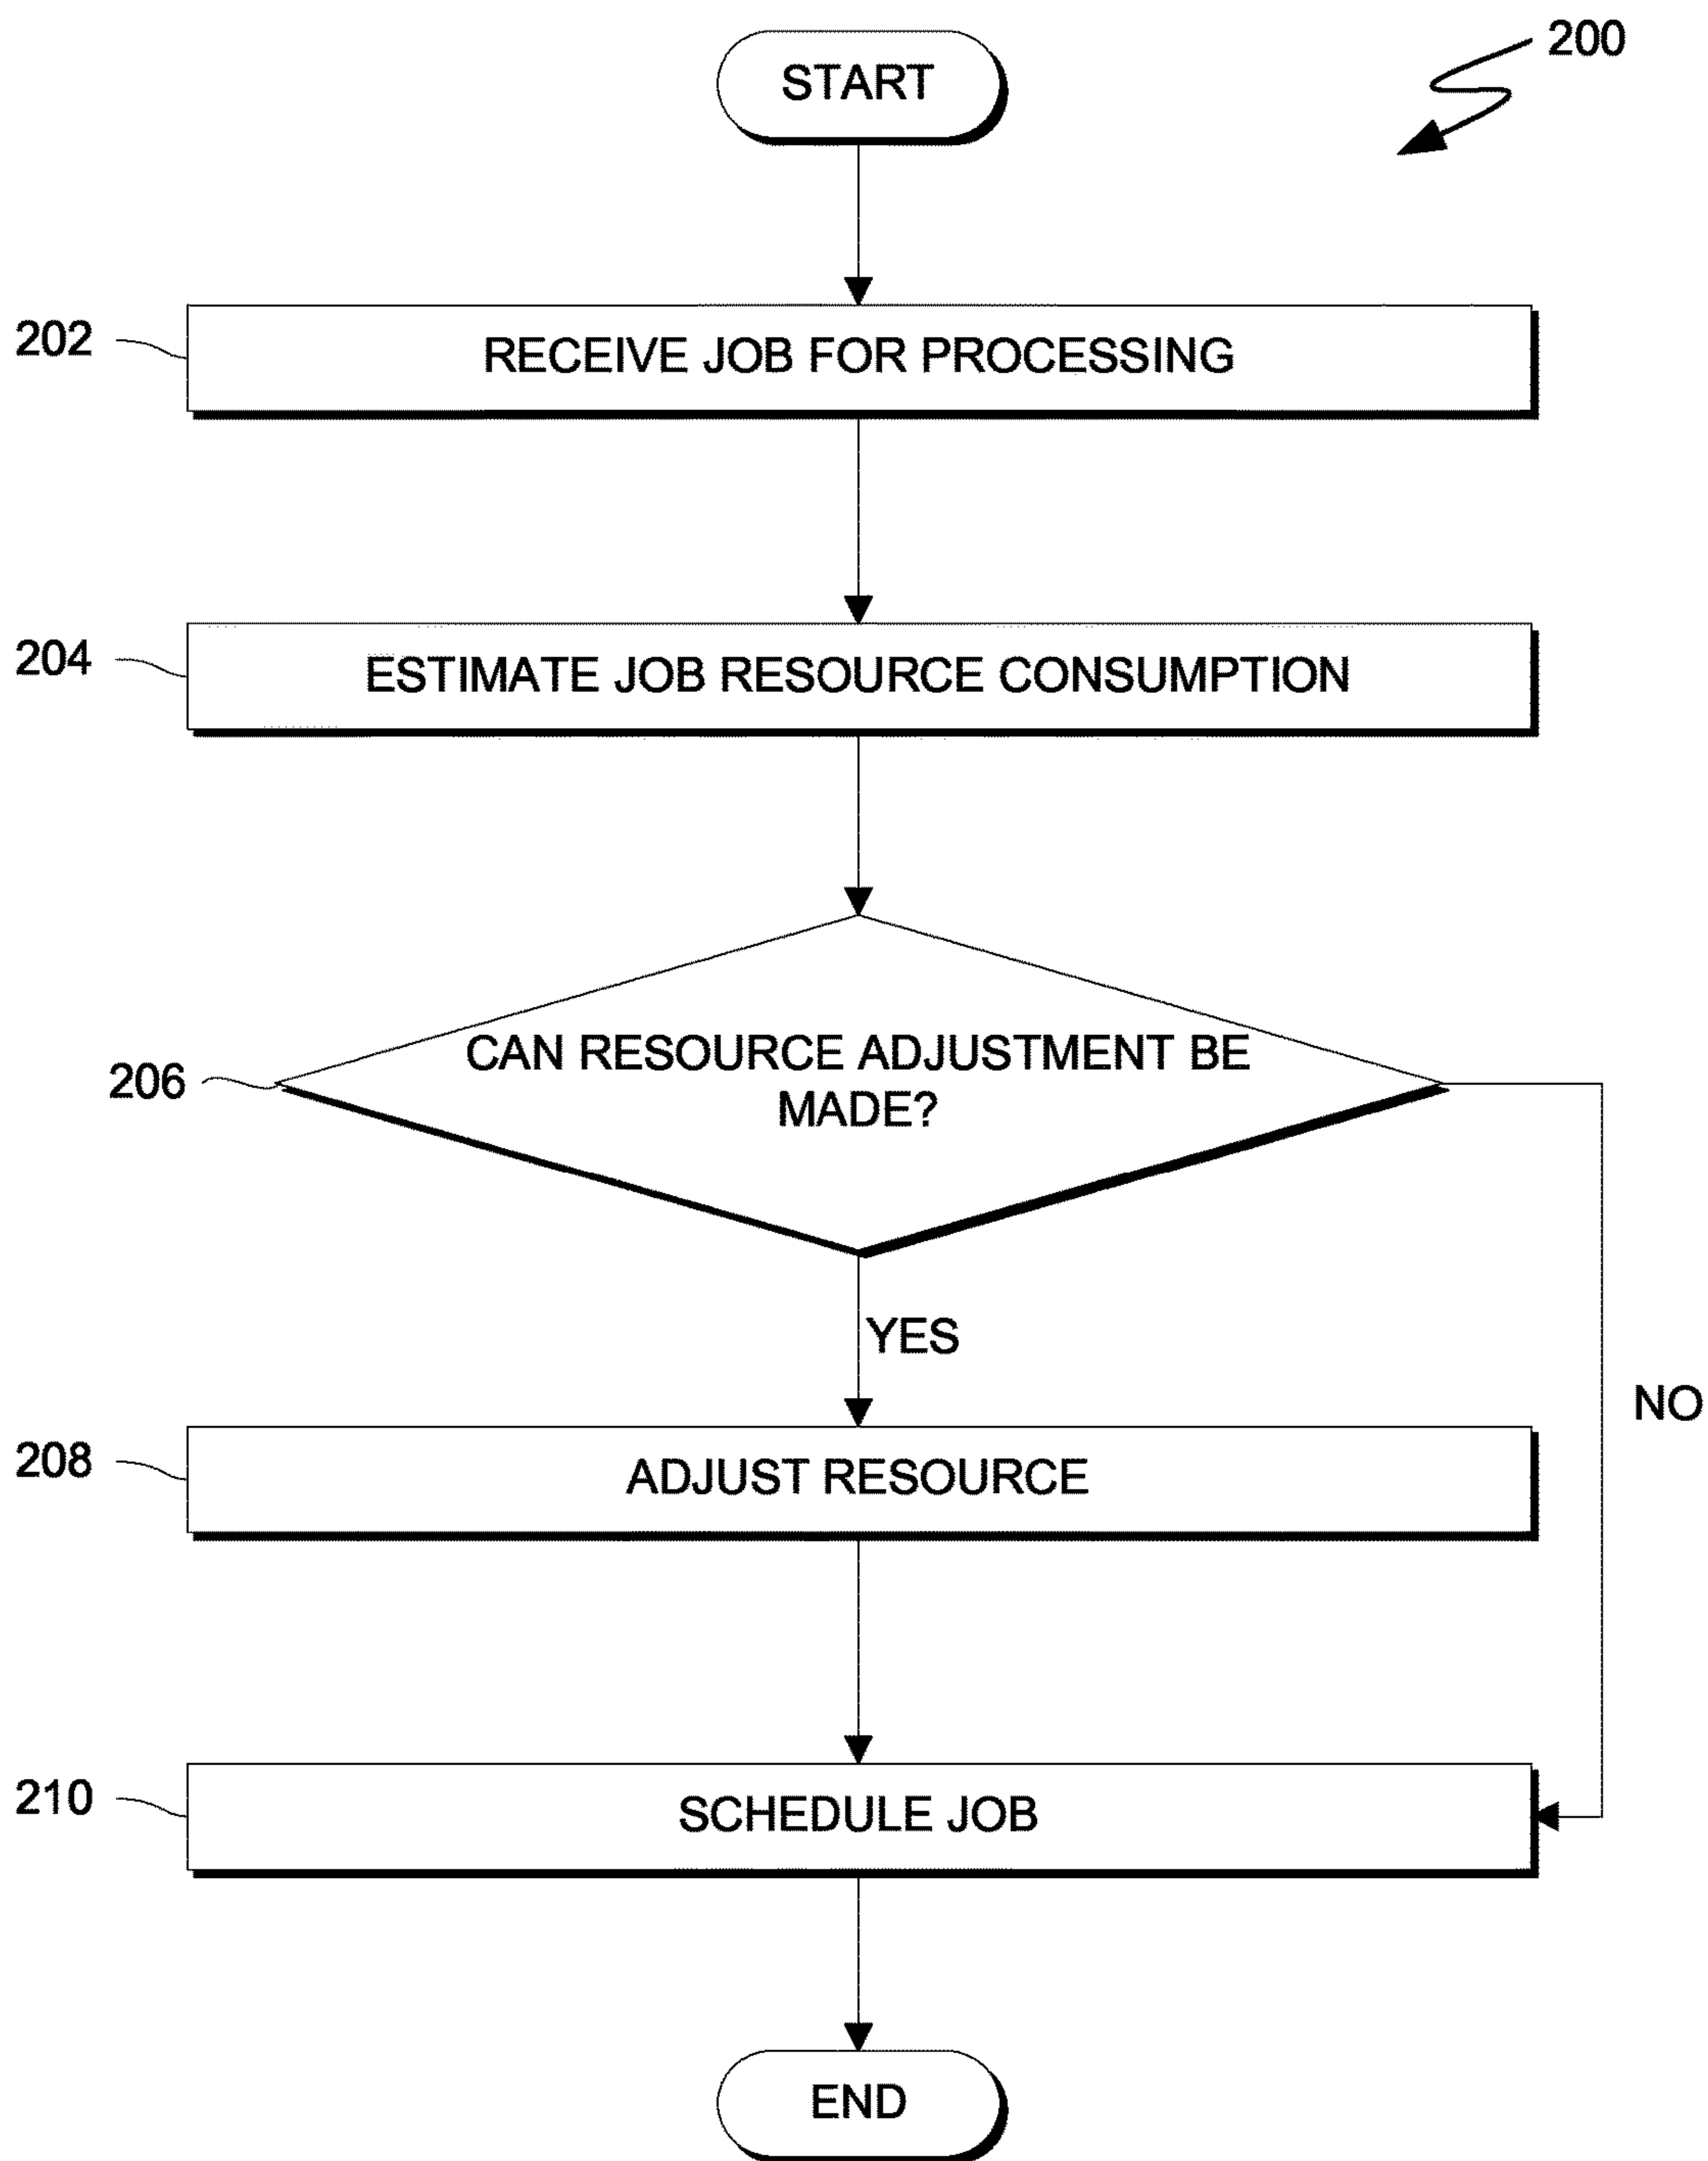 START
200
202
RECEIVE JOB FOR PROCESSING
204
ESTIMATE JOB RESOURCE CONSUMPTION
206
CAN RESOURCE ADJUSTMENT BE
MADE?
YES
NO
208
ADJUST RESOURCE
210
SCHEDULE JOB
END